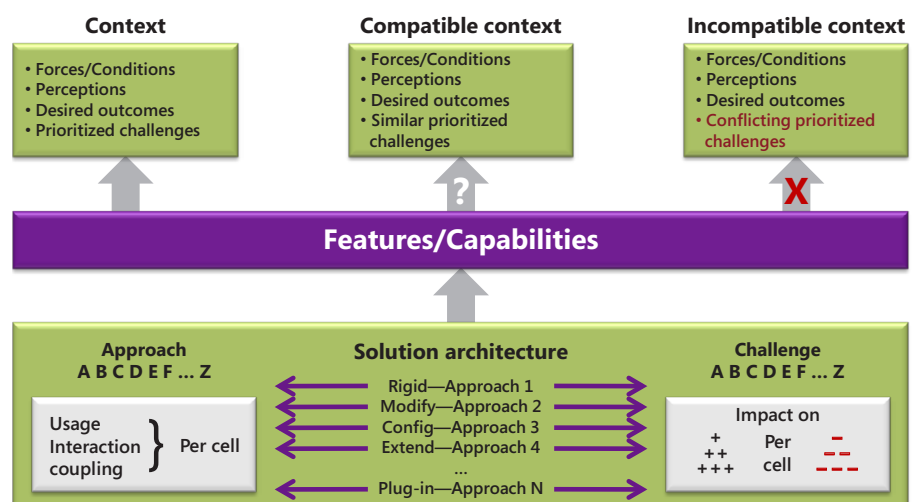 Context
• Forces/Conditions
• Perceptions
• Desired outcomes
• Prioritized challenges
Compatible context
• Forces/Conditions
• Perceptions
• Desired outcomes
• Similar prioritized
challenges
?
Incompatible context
• Forces/Conditions
• Perceptions
• Desired outcomes
• Conflicting prioritized
challenges
X
Features/Capabilities
Approach
A B C D E F ... Z
Usage
Interaction
coupling
} Per cell
Solution architecture
Rigid—Approach 1
Modify—Approach 2
Config—Approach 3
Extend—Approach 4
...
Plug-in—Approach N
Challenge
A B C D E F ... Z
Impact on
+ Per –
++ cell – –
+++ – – –